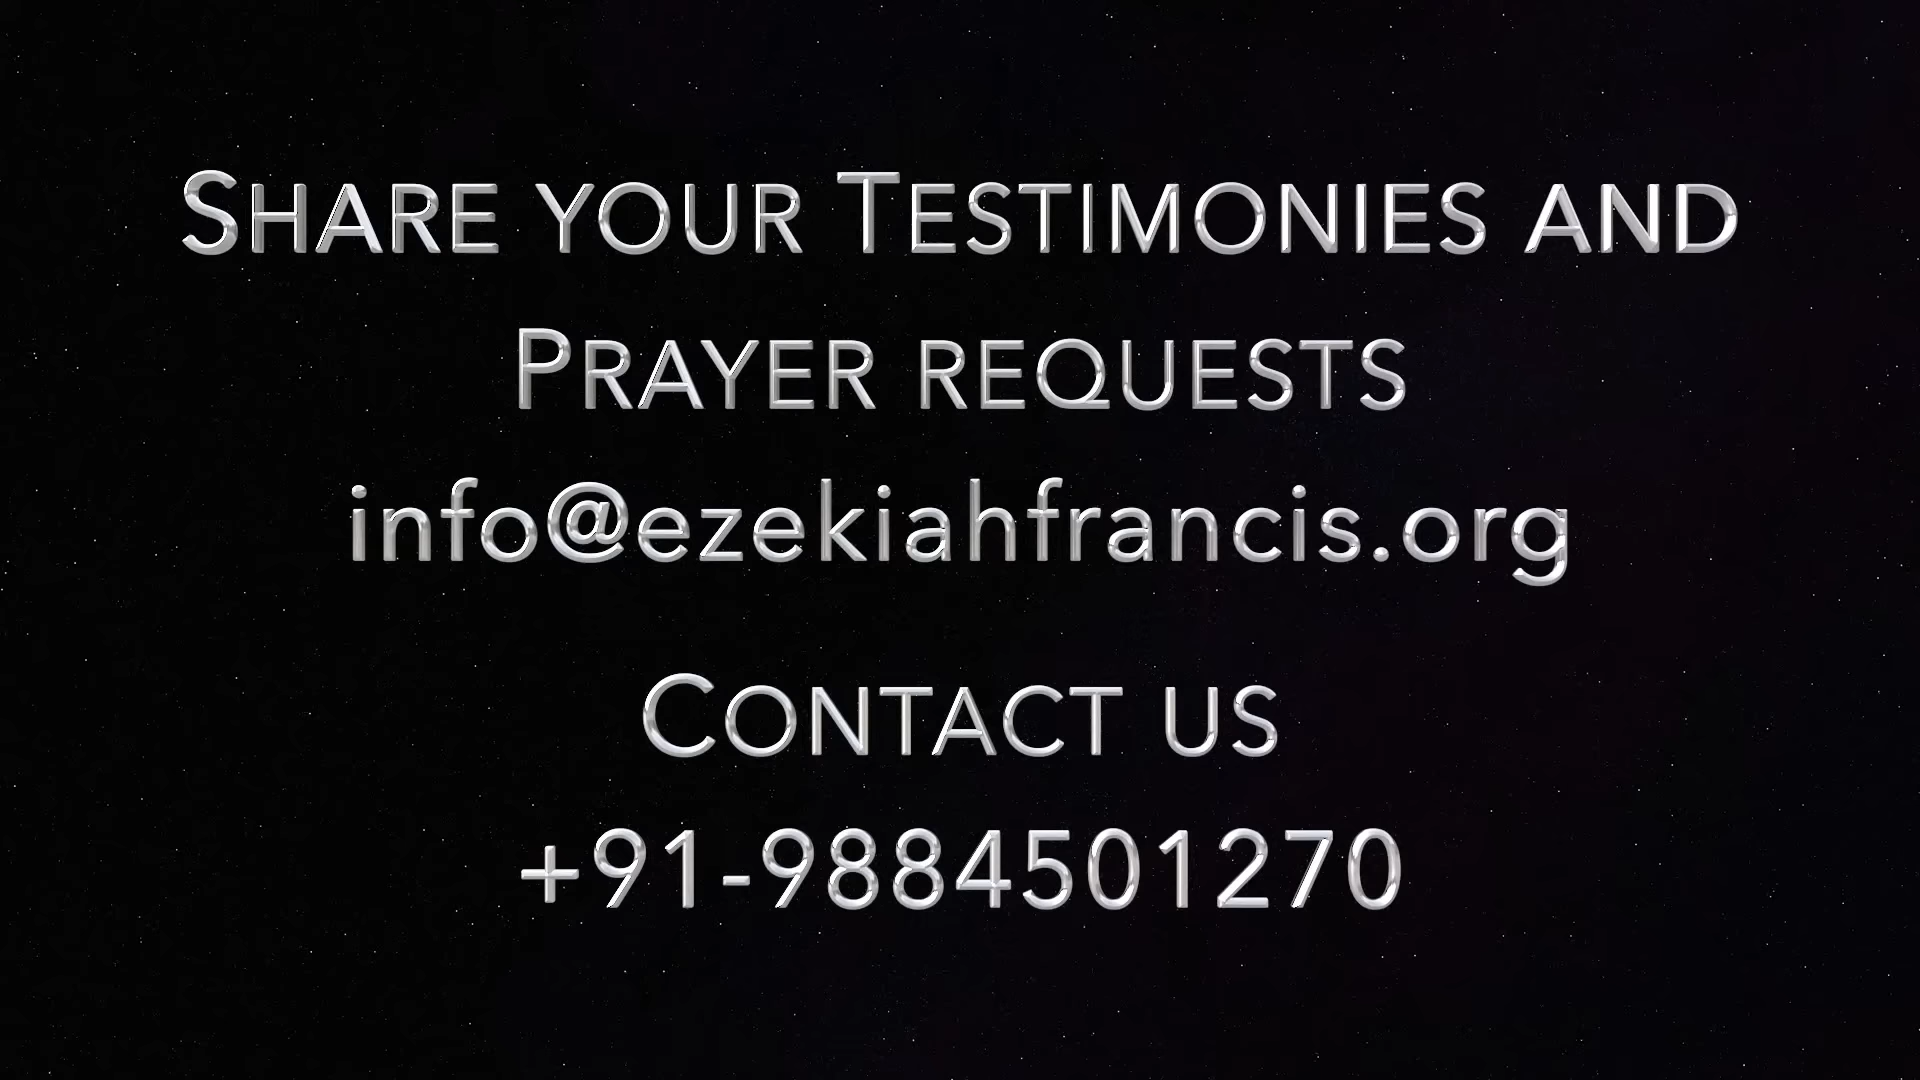 Share your Testimonies and
Prayer requests
info@ezekiahfrancis.org
Contact us
+91-9884501270